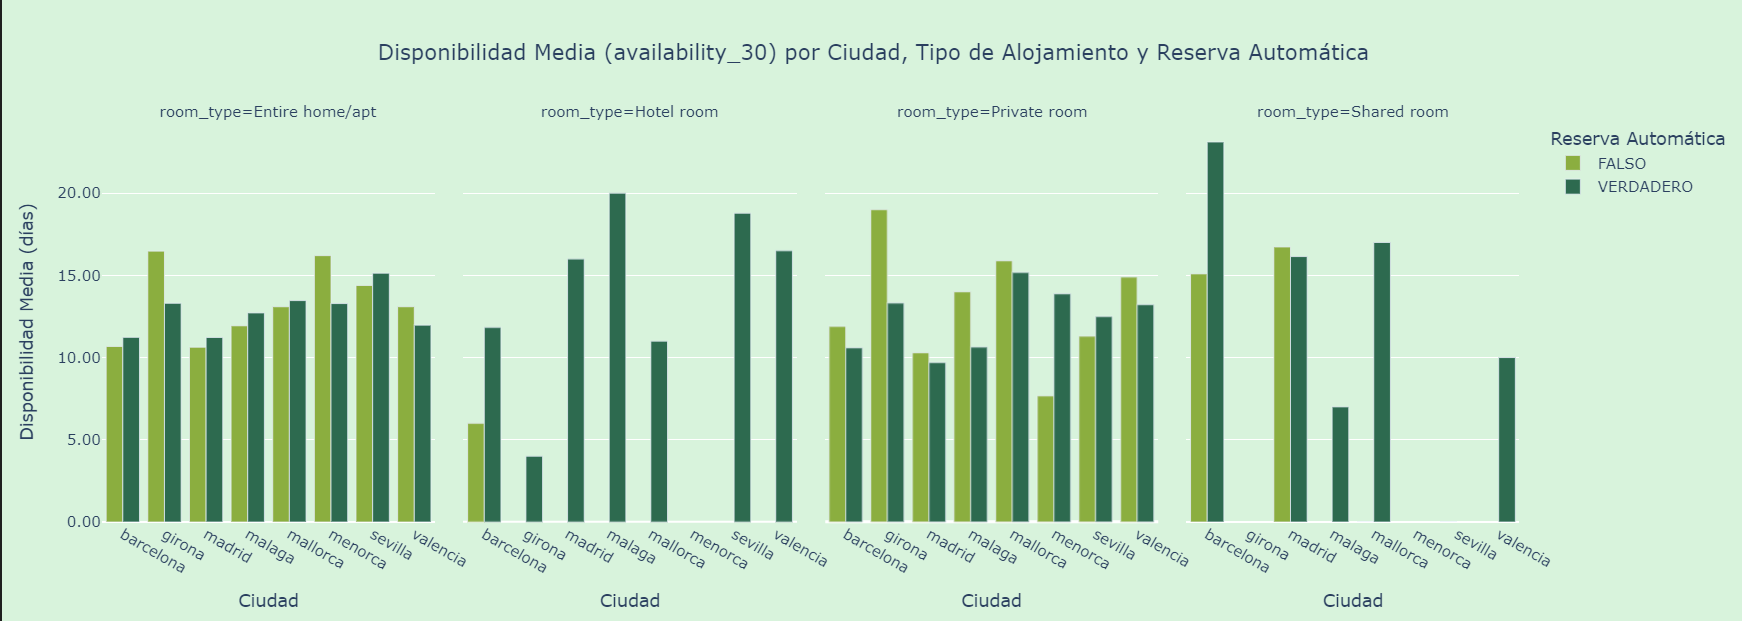 Disponibilidad Media (availability_30) por Ciudad, Tipo de Alojamiento y Reserva Automática
room_type=Entire home/apt
room_type=Hotel room
room_type=Private room
room_type=Shared room
Reserva Automática
FALSO
VERDADERO
Disponibilidad Media (días)
20.00
15.00
10.00
5.00
0.00
barcelona
girona
madrid
malaga
mallorca
menorca
sevilla
valencia
barcelona
girona
madrid
malaga
mallorca
menorca
sevilla
valencia
barcelona
girona
madrid
malaga
mallorca
menorca
sevilla
valencia
barcelona
girona
madrid
malaga
mallorca
menorca
sevilla
valencia
Ciudad
Ciudad
Ciudad
Ciudad